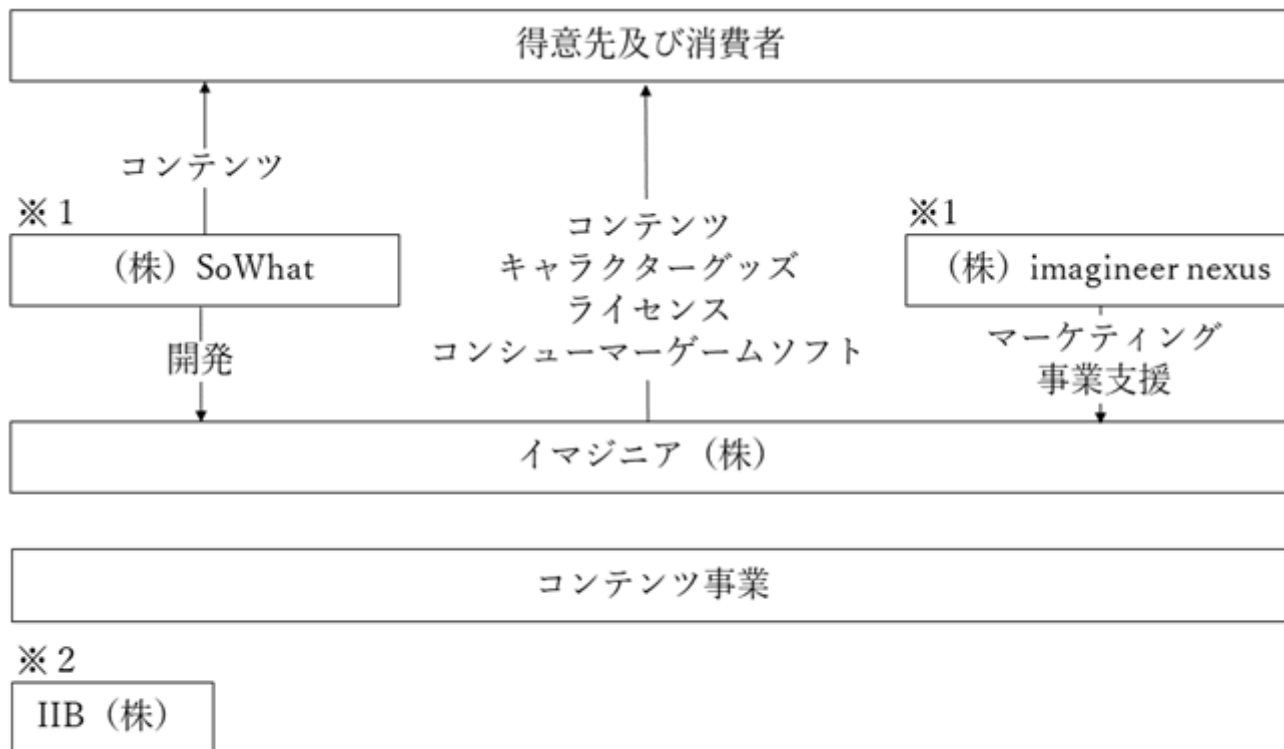 得意先及び消費者
コンテンツ
※1
(株)SoWhat
開発
コンテンツ
キャラクターグッズ
ライセンス
コンシューマーゲームソフト
※1
(株)imagineer nexus
マーケティング
事業支援
イマジニア(株)
コンテンツ事業
※2
IIB(株)